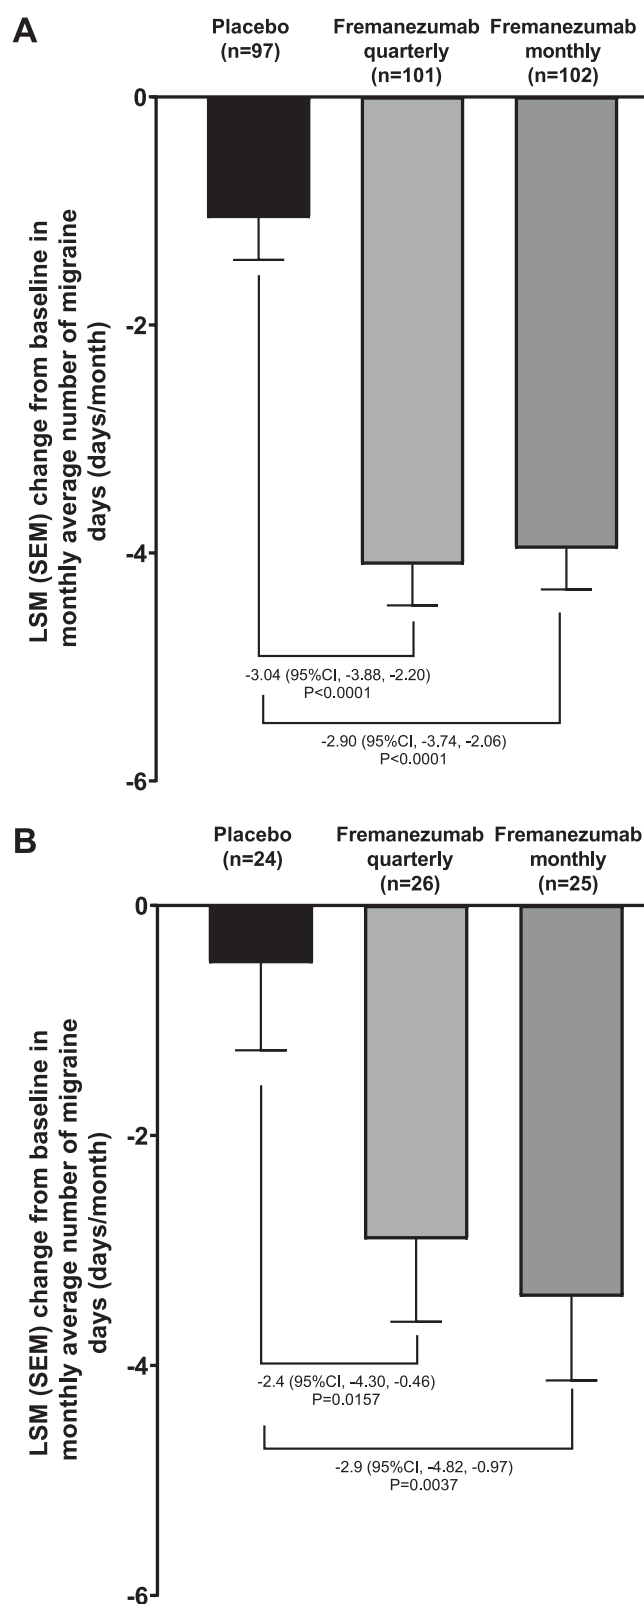 A
Placebo
(n=97)
Fremanezumab
quarterly
(n=101)
Fremanezumab
monthly
(n=102)
LSM (SEM) change from baseline in
monthly average number of migraine
days (days/month)
0
-2
-4
-6
-3.04 (95%CI, -3.88, -2.20)
P<0.0001
-2.90 (95%CI, -3.74, -2.06)
P<0.0001
B
Placebo
(n=24)
Fremanezumab
quarterly
(n=26)
Fremanezumab
monthly
(n=25)
LSM (SEM) change from baseline in
monthly average number of migraine
days (days/month)
0
-2
-4
-6
-2.4 (95%CI, -4.30, -0.46)
P=0.0157
-2.9 (95%CI, -4.82, -0.97)
P=0.0037